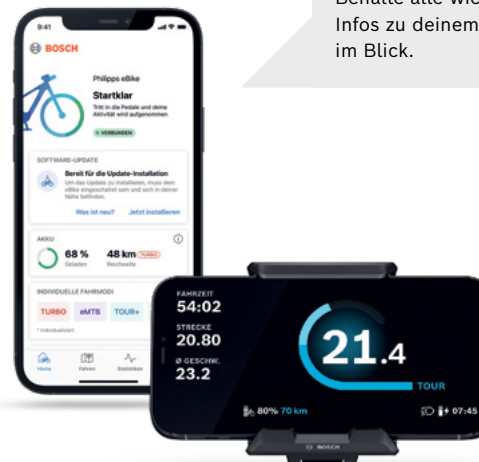 Infos zu deinem
im Blick.
9:41
BOSCH
Philipps eBike
Startklar
Tritt in die Pedale und deine
Aktivität wird aufgenommen
VERBUNDEN
SOFTWARE-UPDATE
Bereit für die Update-Installation
Um das Update zu installieren, muss dein
eBike eingeschaltet sein und sich in deiner
Nähe befinden.
Was ist neu? Jetzt installieren
AKKU
68 % 48 km TURBO
Geladen Reichweite
INDIVIDUELLE FAHRMODI
TURBO eMTB TOUR+
* Individualisiert
Home Fahren Statistiken
FAHRZEIT
54:02
STRECKE
20.80
Ø GESCHW.
23.2
21.4
TOUR
80% 70 km 07:45
BOSCH